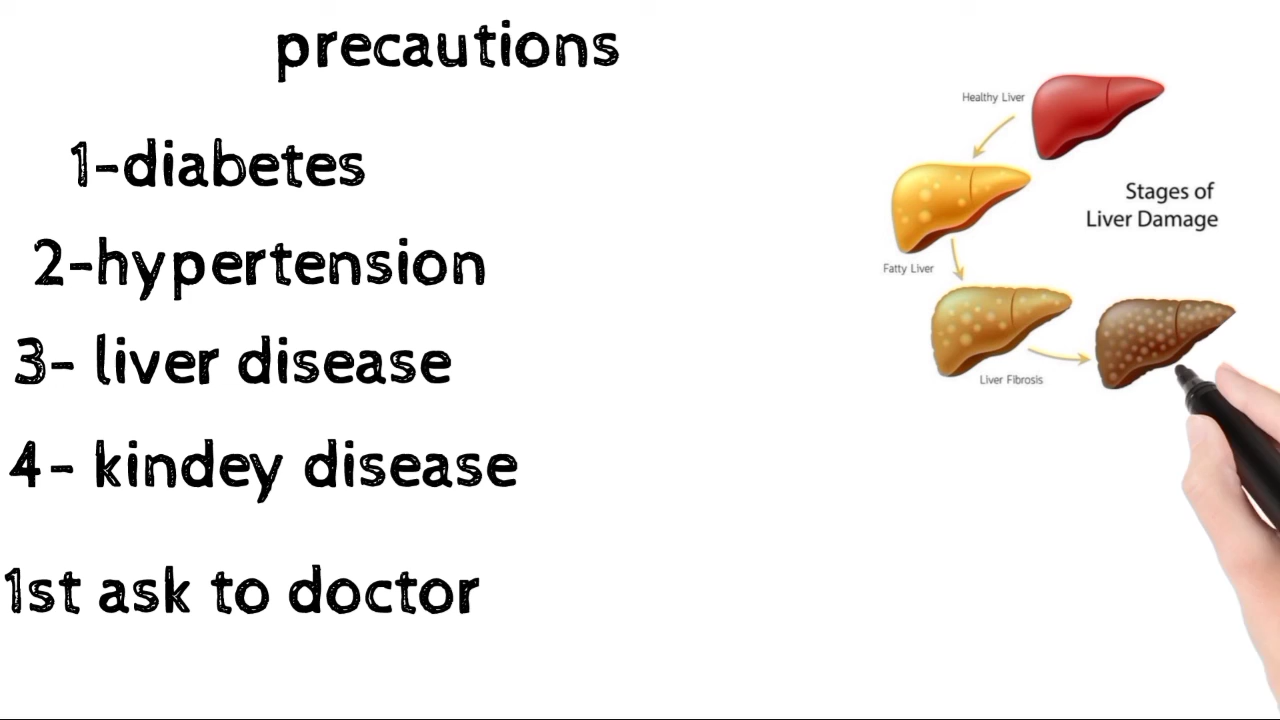 precautions
1-diabetes
2-hypertension
3- liver disease
4- kindey disease
1st ask to doctor
Healthy Liver
Stages of
Liver Damage
Fatty Liver
Liver Fibrosis